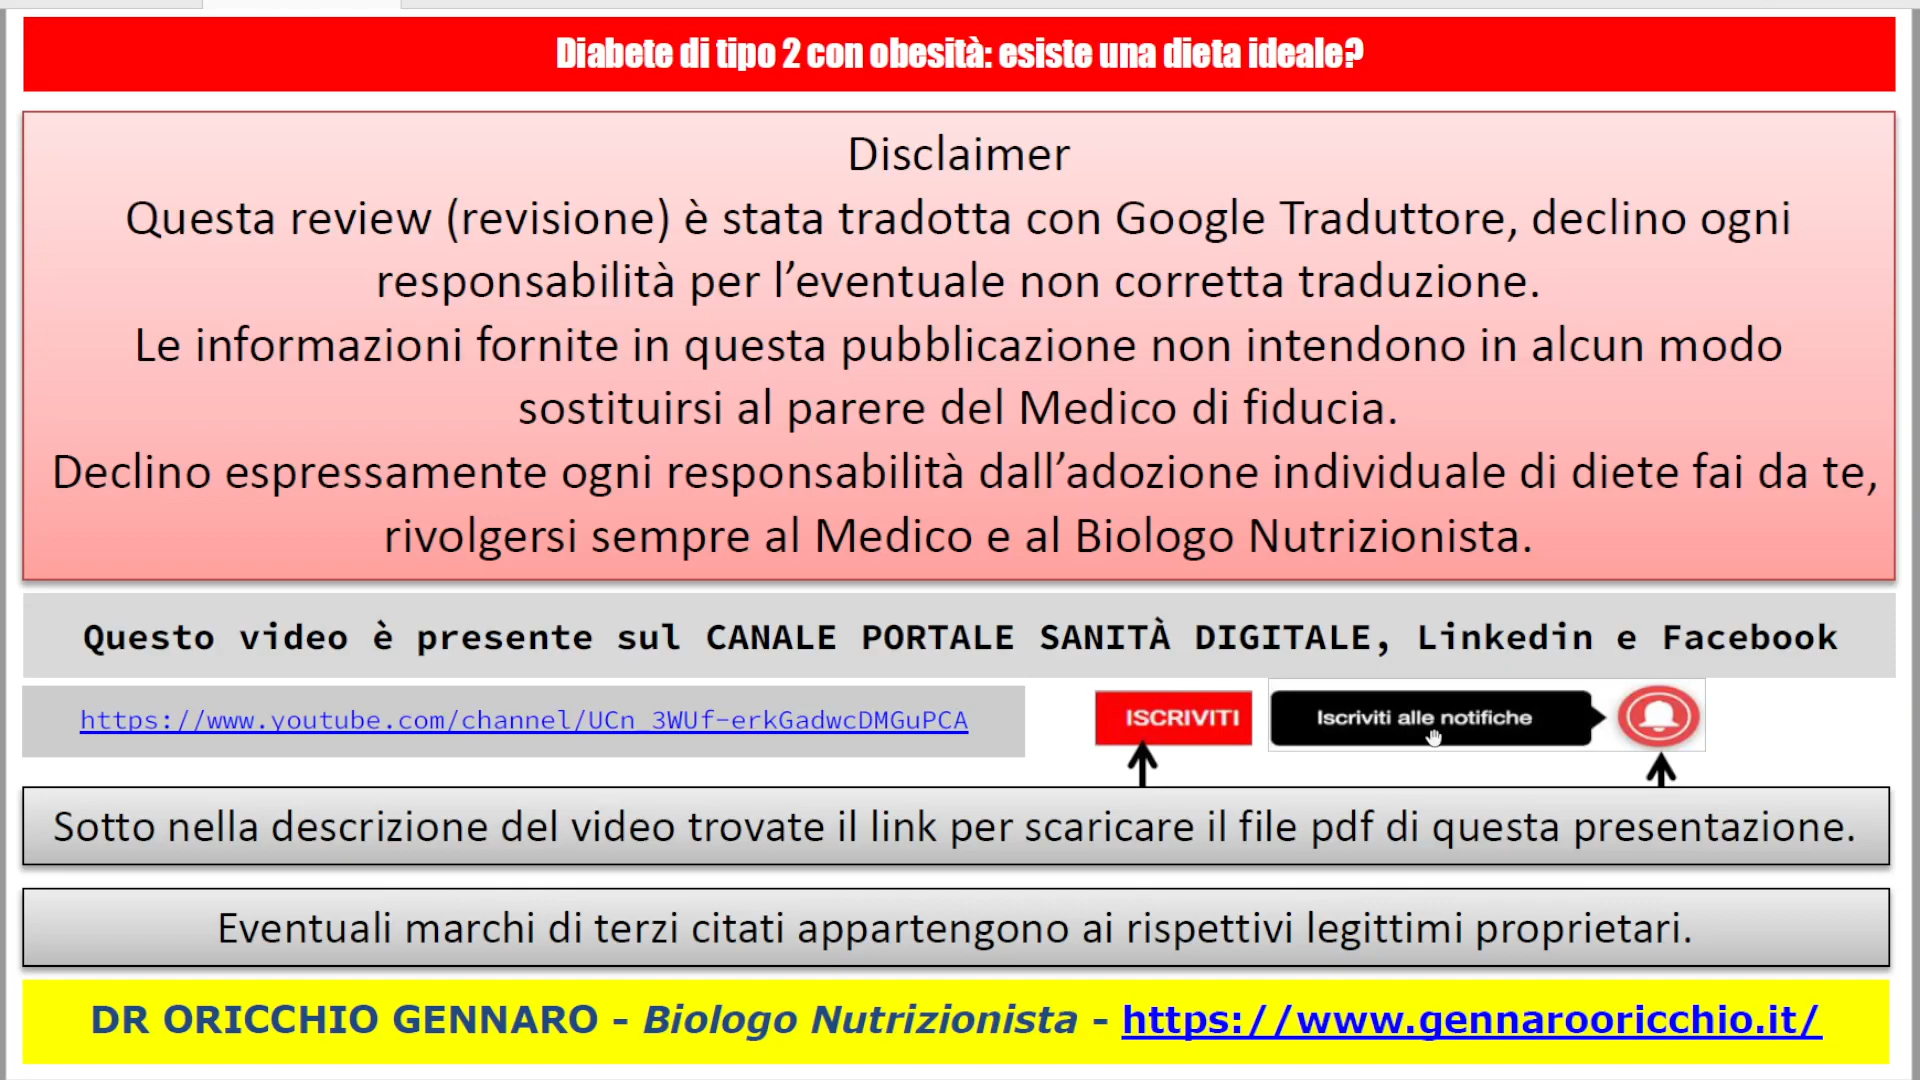 Diabete di tipo 2 con obesità: esiste una dieta ideale?
Disclaimer
Questa review (revisione) è stata tradotta con Google Traduttore, declino ogni
responsabilità per l’eventuale non corretta traduzione.
Le informazioni fornite in questa pubblicazione non intendono in alcun modo
sostituirsi al parere del Medico di fiducia.
Declino espressamente ogni responsabilità dall’adozione individuale di diete fai da te,
rivolgersi sempre al Medico e al Biologo Nutrizionista.
Questo video è presente sul CANALE PORTALE SANITÀ DIGITALE, Linkedin e Facebook
https://www.youtube.com/channel/UCn_3WUf-erkGadwcDMGuPCA
ISCRIVITI
Iscriviti alle notifiche
Sotto nella descrizione del video trovate il link per scaricare il file pdf di questa presentazione.
Eventuali marchi di terzi citati appartengono ai rispettivi legittimi proprietari.
DR ORICCHIO GENNARO - Biologo Nutrizionista - https://www.gennarooricchio.it/